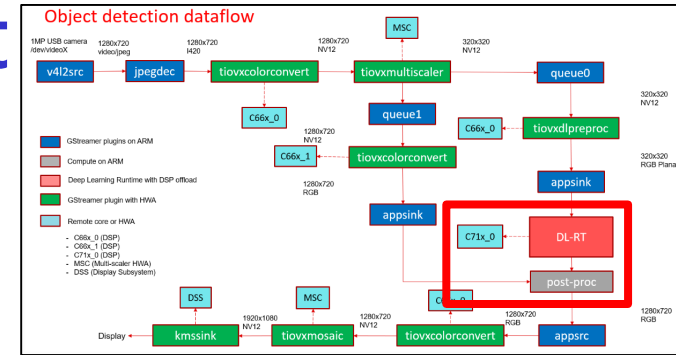 Object detection dataflow
MSC
1MP USB camera
/dev/videoX
1280x720
video/jpeg
1280x720
I420
1280x720
NV12
320x320
NV12
v4l2src
jpegdec
tiovxcolorconvert
tiovxmultiscaler
queue0
320x320
NV12
C66x_0
queue1
C66x_0
tiovxdlpreproc
1280x720
NV12
GStreamer plugins on ARM
C66x_1
tiovxcolorconvert
320x320
RGB Plana
Compute on ARM
Deep Learning Runtime with DSP offload
1280x720
RGB
appsink
GStreamer plugin with HWA
appsink
Remote core or HWA
- C66x_0 (DSP)
- C66x_1 (DSP)
- C71x_0 (DSP)
- MSC (Multi-scaler HWA)
- DSS (Display Subsystem)
C71x_0
DL-RT
post-proc
DSS
MSC
1920x1080
NV12
1280x720
NV12
1280x720
RGB
1280x720
RGB
Display
kmssink
tiovxmosaic
tiovxcolorconvert
appsrc